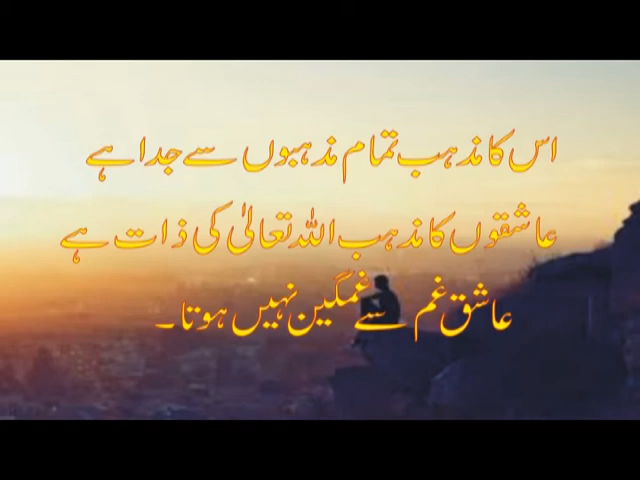 اس کا مذہب تمام مذہبوں سے جدا ہے
عاشقوں کا مذہب اللہ تعالیٰ کی ذات ہے
عاشق غم سے غمگین نہیں ہوتا۔